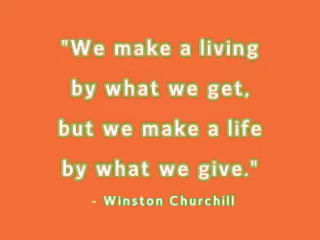 "We make a living
by what we get,
but we make a life
by what we give."
- Winston Churchill